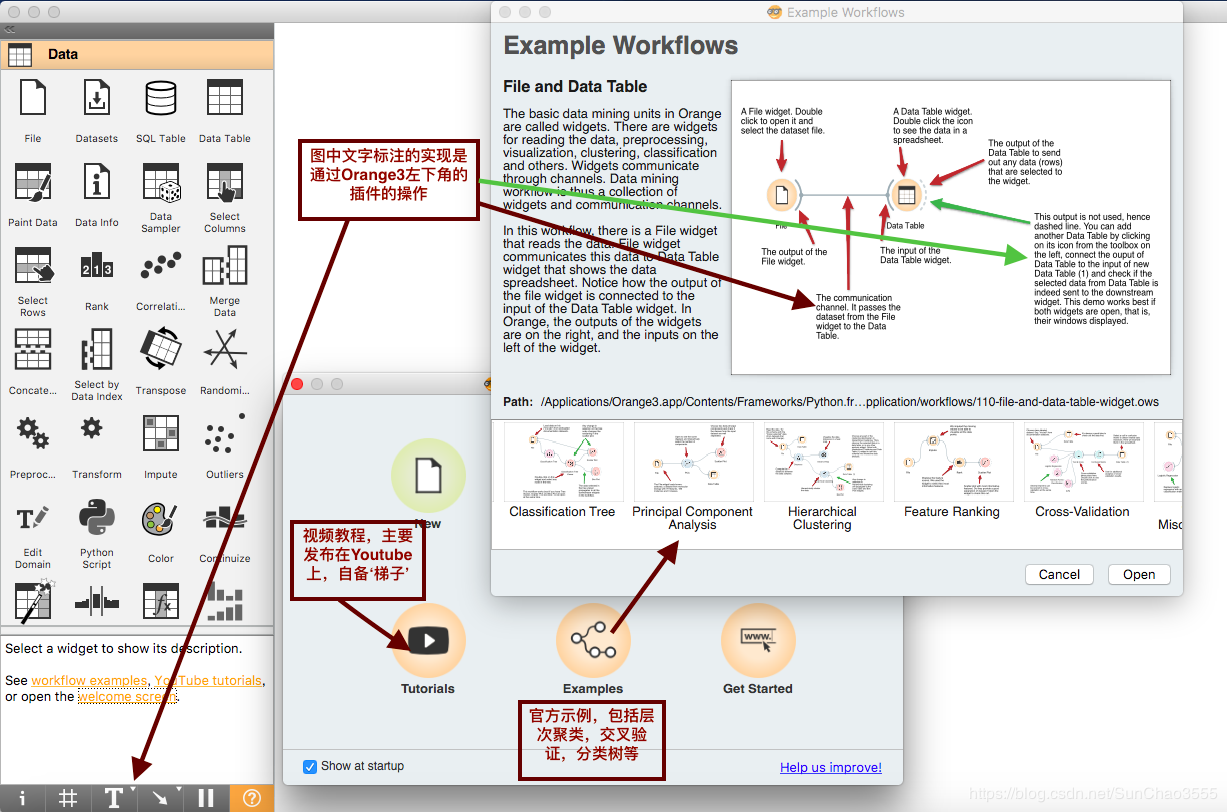 Data
File
Datasets
SQL Table
Data Table
Paint Data
Data Info
Data
Sampler
Select
Columns
Select
Rows
Rank
Correlati...
Merge
Data
Concate...
Select by
Data Index
Transpose
Randomi...
Preproc...
Transform
Impute
Outliers
Edit
Domain
Python
Script
Color
Continuize
Select a widget to show its description.
See workflow examples, YouTube tutorials,
or open the welcome screen.
图中文字标注的实现是
通过Orange3左下角的
插件的操作
Example Workflows
Example Workflows
File and Data Table
The basic data mining units in Orange
are called widgets. There are widgets
for reading the data, preprocessing,
visualization, clustering, classification
and others. Widgets communicate
through channels. Data mining
workflow is thus a collection of
widgets and communication channels.
In this workflow, there is a File widget
that reads the data. File widget
communicates this data to Data Table
widget that shows the data
spreadsheet. Notice how the output of
the file widget is connected to the
input of the Data Table widget. In
Orange, the outputs of the widgets
are on the right, and the inputs on the
left of the widget.
A File widget. Double
click to open it and
select the dataset file.
A Data Table widget.
Double click the icon
to see the data in a
spreadsheet.
The output of the
Data Table to send
out any data (rows)
that are selected to
the widget.
File
Data Table
The output of the
File widget.
The input of the
Data Table widget.
The communication
channel. It passes the
dataset from the File
widget to the Data
Table.
This output is not used, hence
dashed line. You can add
another Data Table by clicking
on its icon from the toolbox on
the left, connect the ouput of
Data Table to the input of new
Data Table (1) and check if the
selected data from Data Table is
indeed sent to the downstream
widget. This demo works best if
both widgets are open, that is,
their windows displayed.
Path: /Applications/Orange3.app/Contents/Frameworks/Python.fr…pplication/workflows/110-file-and-data-table-widget.ows
Classification Tree
Principal Component
Analysis
Hierarchical
Clustering
Feature Ranking
Cross-Validation
Misc
Cancel
Open
New
视频教程，主要
发布在Youtube
上，自备‘梯子’
www.
Tutorials
Examples
Get Started
官方示例，包括层
次聚类，交叉验
证，分类树等
Show at startup
Help us improve!
https://blog.csdn.net/SunChao3555